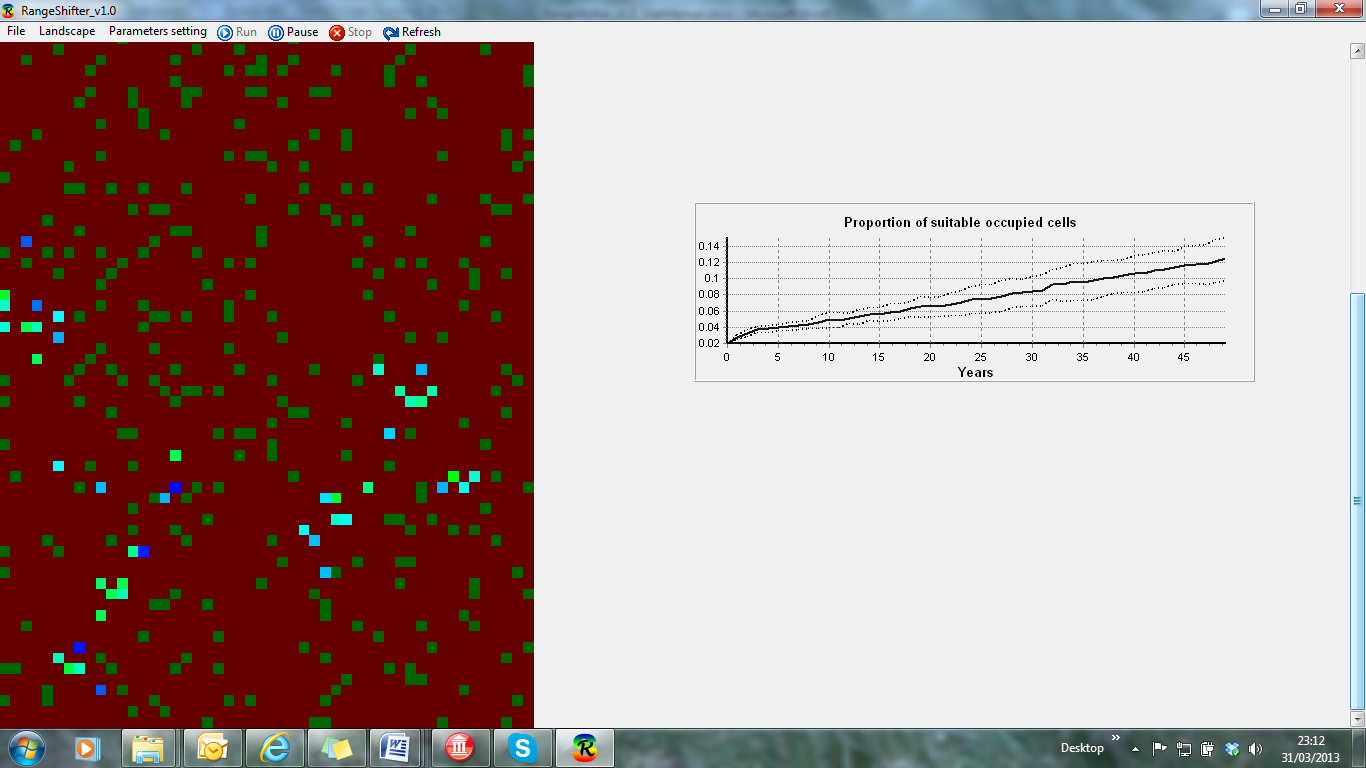 RangeShifter_v1.0
File Landscape Parameters setting Run Pause Stop Refresh
Proportion of suitable occupied cells
0.14
0.12
0.1
0.08
0.06
0.04
0.02
0 5 10 15 20 25 30 35 40 45
Years
Desktop »
23:12
31/03/2013